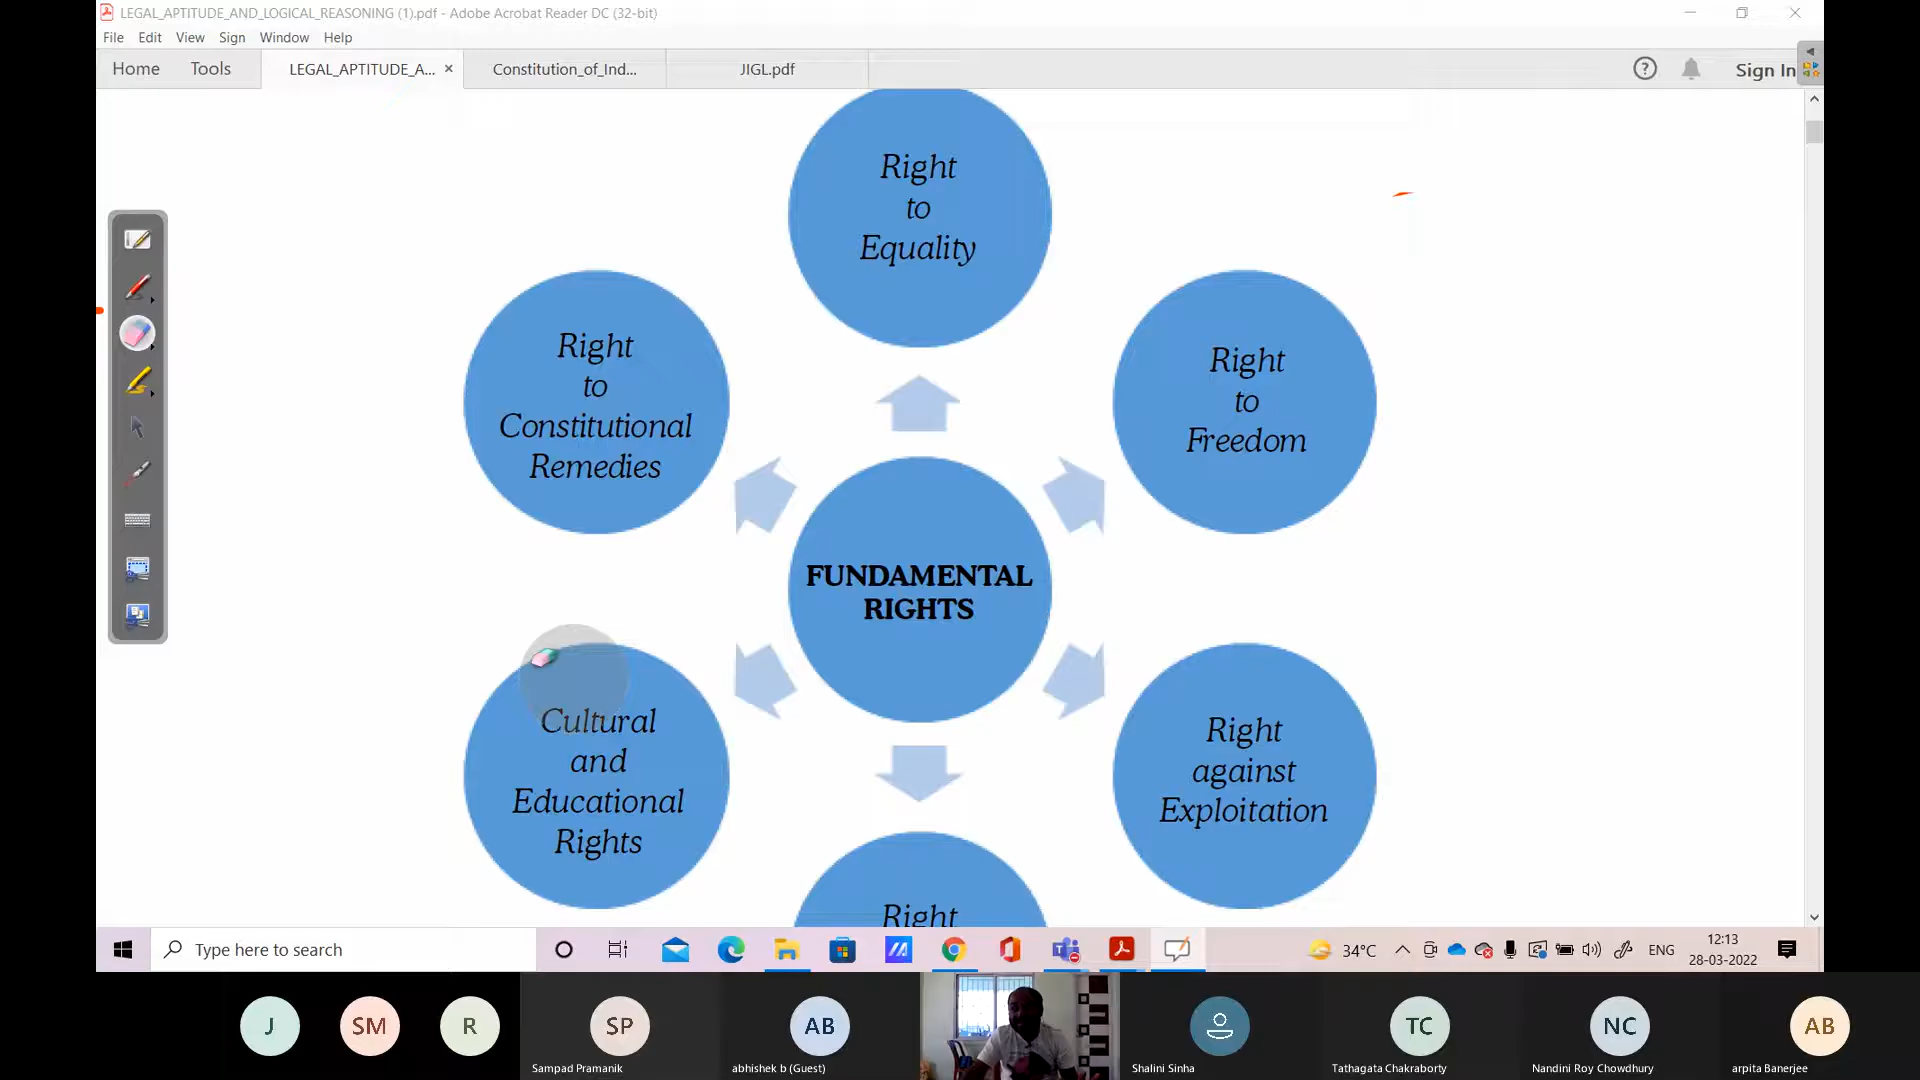 LEGAL_APTITUDE_AND_LOGICAL_REASONING (1).pdf - Adobe Acrobat Reader DC (32-bit)
File Edit View Sign Window Help
Home Tools LEGAL_APTITUDE_A... × Constitution_of_Ind... JIGL.pdf Sign In
Right
to
Equality
Right
to
Constitutional
Remedies
Right
to
Freedom
FUNDAMENTAL
RIGHTS
Cultural
and
Educational
Rights
Right
against
Exploitation
Right
Type here to search
34°C ENG
12:13
28-03-2022
J SM R SP AB TC NC AB
Sampad Pramanik abhishek b (Guest) Shalini Sinha Tathagata Chakraborty Nandini Roy Chowdhury arpita Banerjee